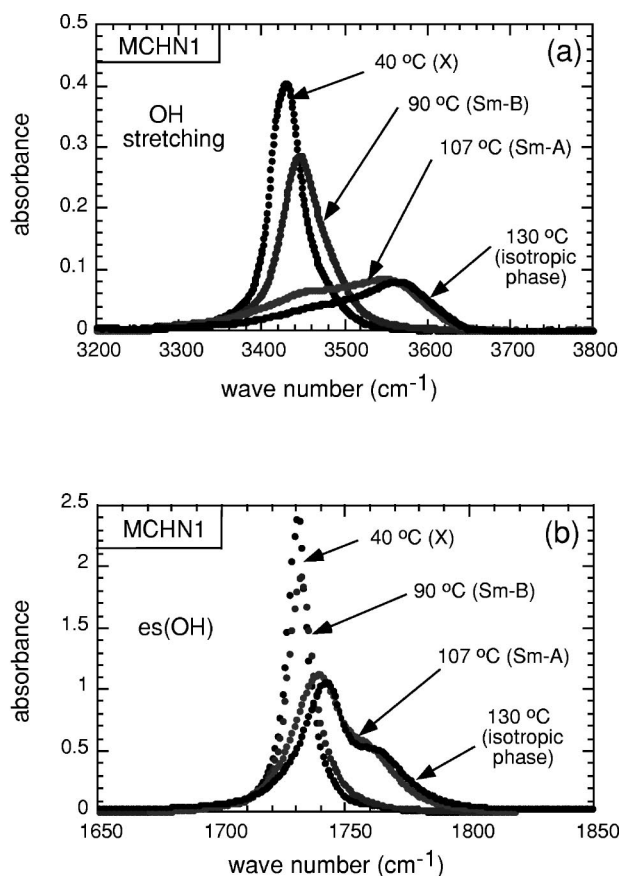 MCHN1
(a)
OH
stretching
40 ºC (X)
90 ºC (Sm-B)
107 ºC (Sm-A)
130 ºC
(isotropic
phase)
absorbance
0.5
0.4
0.3
0.2
0.1
0
3200 3300 3400 3500 3600 3700 3800
wave number (cm⁻¹)
MCHN1
(b)
es(OH)
40 ºC (X)
90 ºC (Sm-B)
107 ºC (Sm-A)
130 ºC
(isotropic
phase)
absorbance
2.5
2
1.5
1
0.5
0
1650 1700 1750 1800 1850
wave number (cm⁻¹)